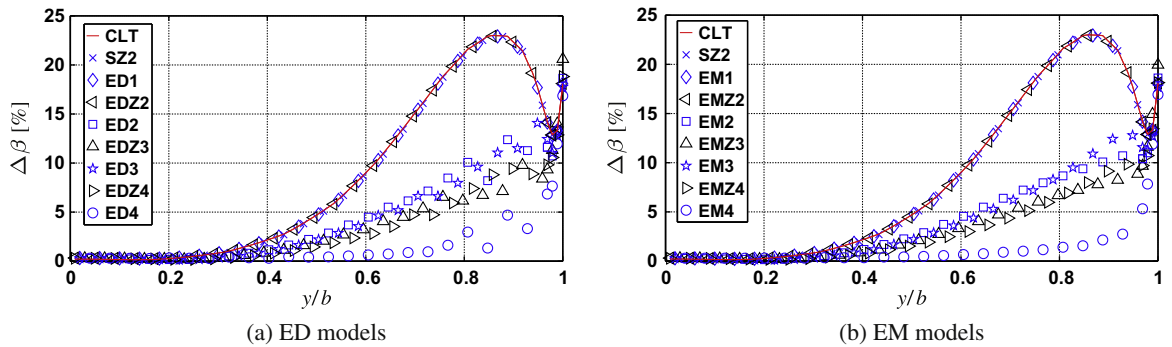 25
20
15
10
5
0
Δβ [%]
CLT
SZ2
ED1
EDZ2
ED2
EDZ3
ED3
EDZ4
ED4
0 0.2 0.4 0.6 0.8 1
y/b
(a) ED models
25
20
15
10
5
0
Δβ [%]
CLT
SZ2
EM1
EMZ2
EM2
EMZ3
EM3
EMZ4
EM4
0 0.2 0.4 0.6 0.8 1
y/b
(b) EM models